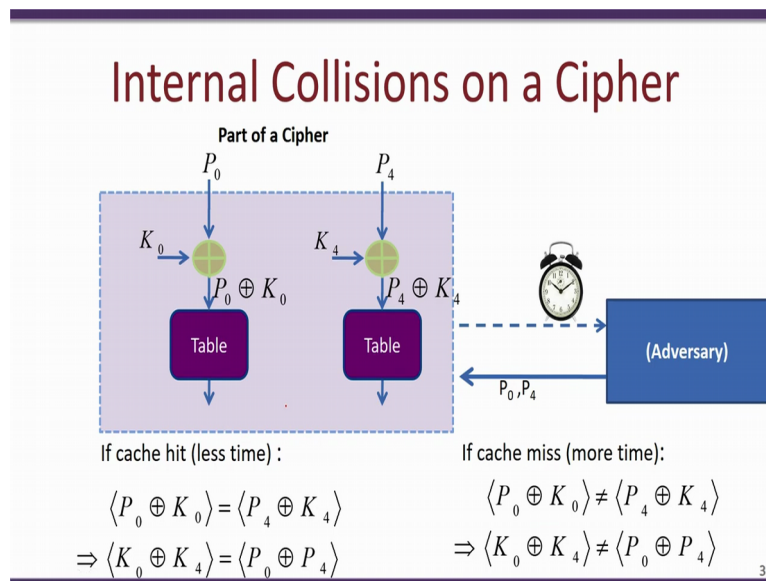 Internal Collisions on a Cipher
Part of a Cipher
P₀ P₄
K₀ K₄
P₀ ⊕ K₀ P₄ ⊕ K₄
Table Table
(Adversary)
P₀ ,P₄
If cache hit (less time) :
⟨P₀ ⊕ K₀⟩ = ⟨P₄ ⊕ K₄⟩
⇒ ⟨K₀ ⊕ K₄⟩ = ⟨P₀ ⊕ P₄⟩
If cache miss (more time):
⟨P₀ ⊕ K₀⟩ ≠ ⟨P₄ ⊕ K₄⟩
⇒ ⟨K₀ ⊕ K₄⟩ ≠ ⟨P₀ ⊕ P₄⟩
3